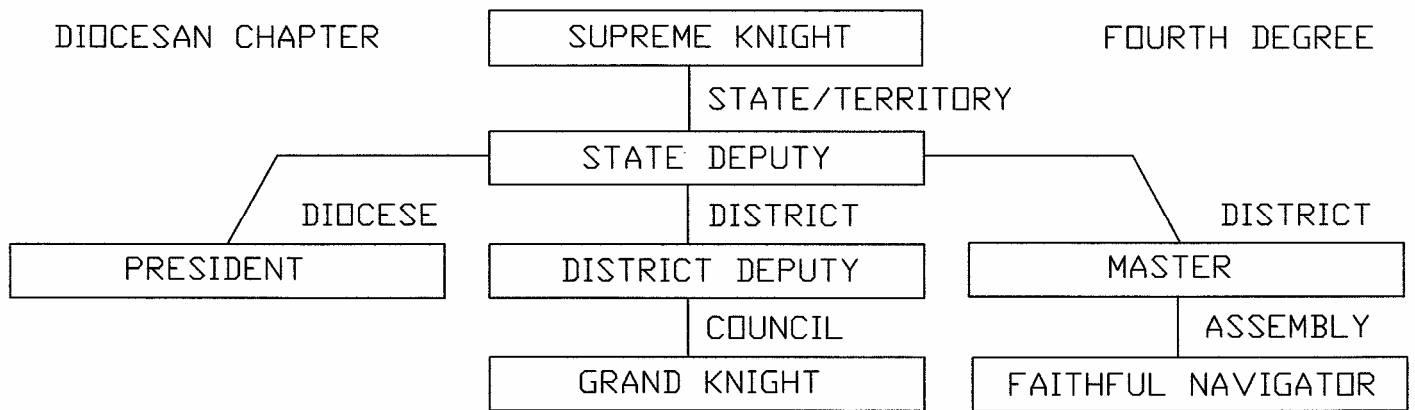 DIOCESAN CHAPTER
SUPREME KNIGHT
FOURTH DEGREE
STATE/TERRITORY
STATE DEPUTY
DIOCESE
DISTRICT
DISTRICT
PRESIDENT
DISTRICT DEPUTY
MASTER
COUNCIL
ASSEMBLY
GRAND KNIGHT
FAITHFUL NAVIGATOR